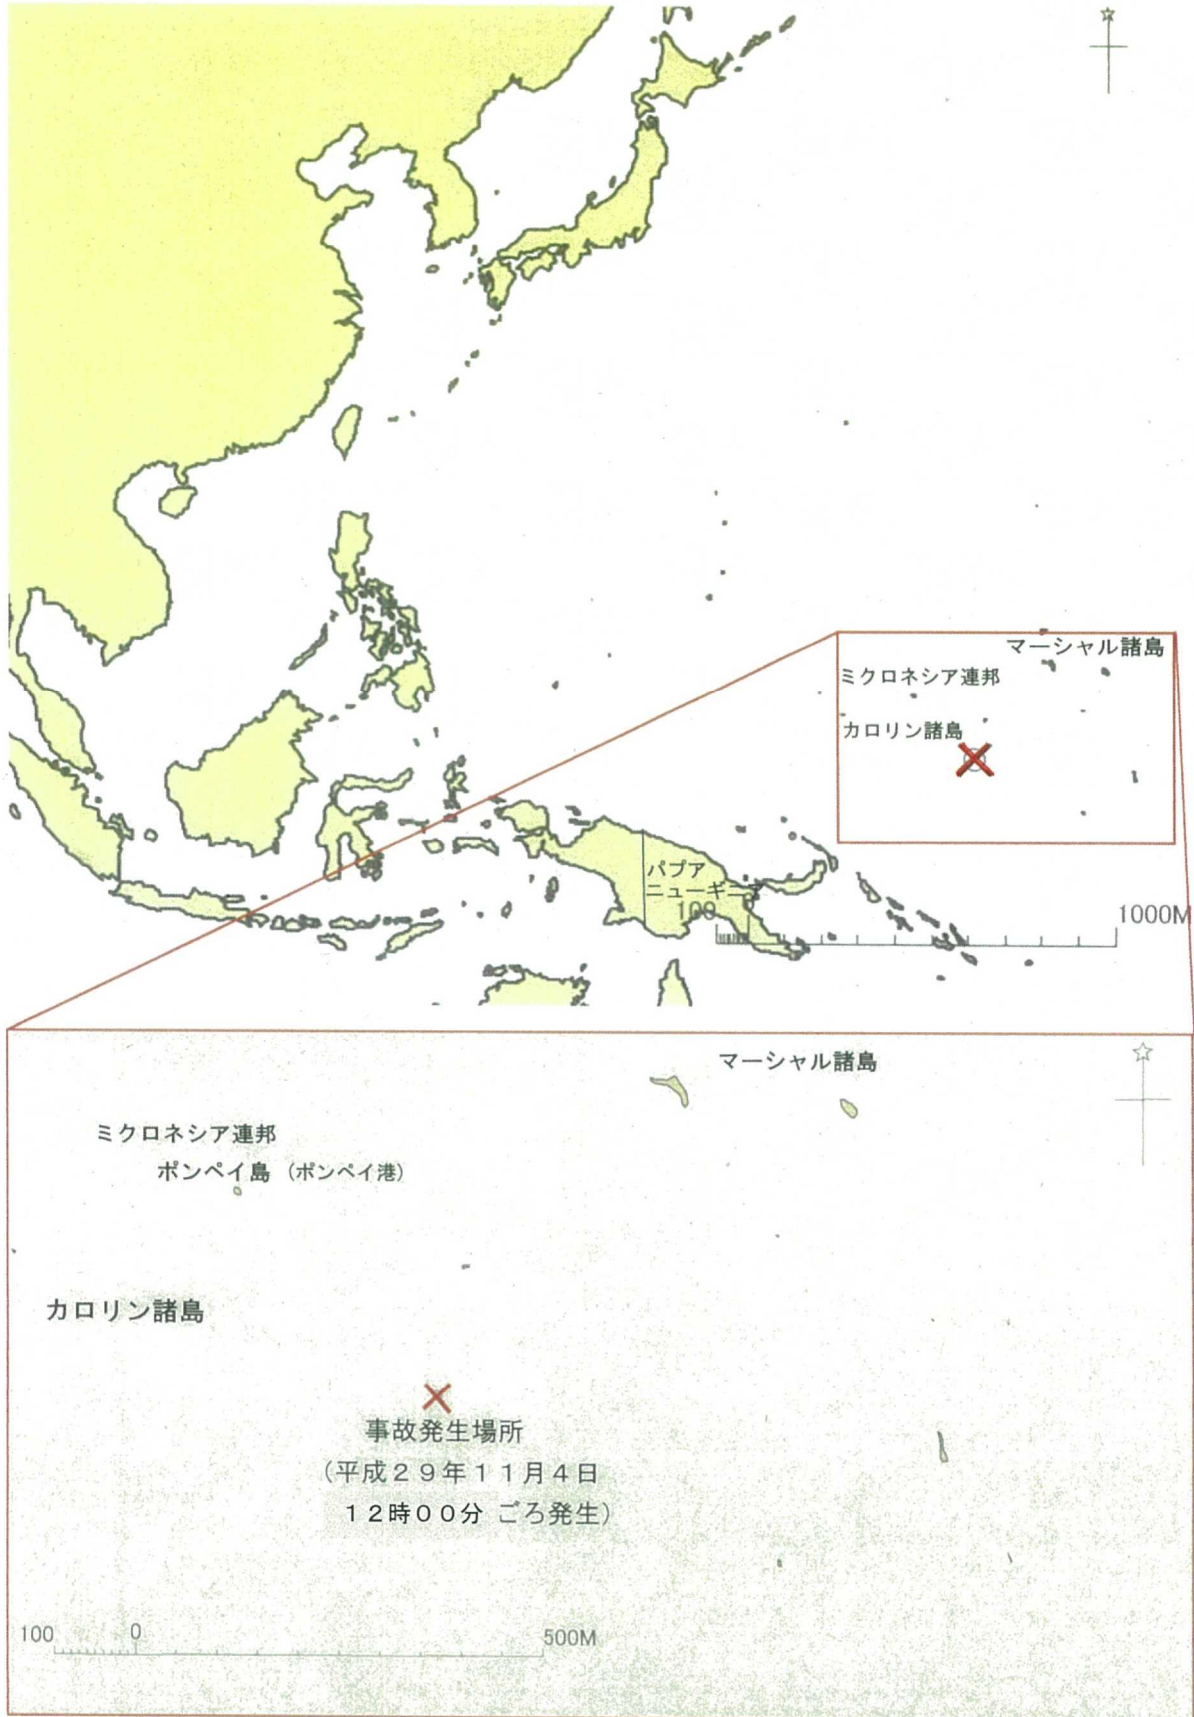 マーシャル諸島
ミクロネシア連邦
カロリン諸島
パプア
ニューギニア
100
1000M
マーシャル諸島
ミクロネシア連邦
ポンペイ島 (ポンペイ港)
カロリン諸島
事故発生場所
(平成29年11月4日
12時00分 ごろ発生)
100 0 500M